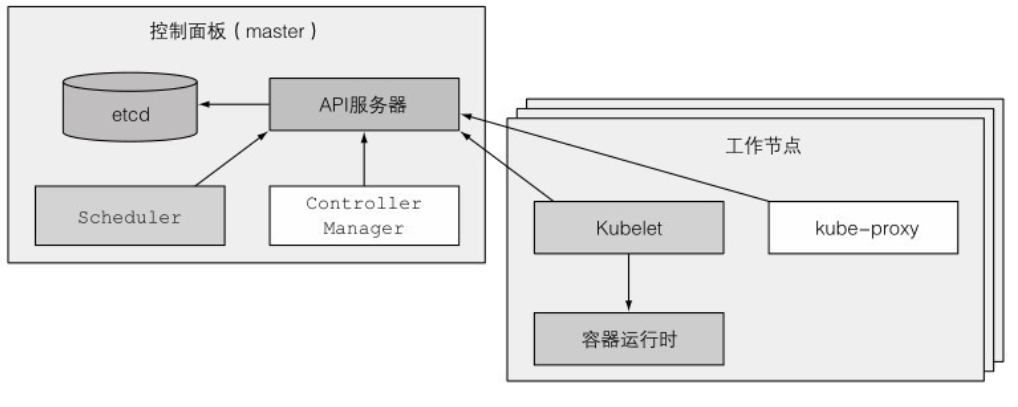 控制面板（master）
etcd
API服务器
Scheduler
Controller
Manager
工作节点
Kubelet
kube-proxy
容器运行时